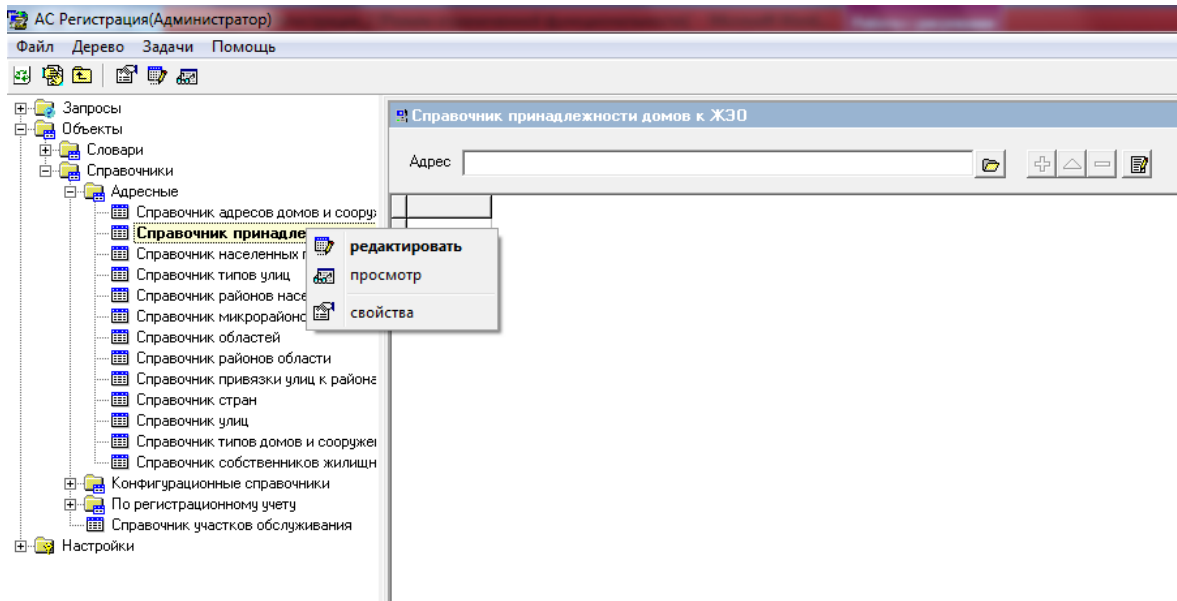 АС Регистрация(Администратор)
Файл Дерево Задачи Помощь
Запросы
Объекты
Словари
Справочники
Адресные
Справочник адресов домов и соору
Справочник принадле
Справочник населенных
Справочник типов улиц
Справочник районов насе
Справочник микрорайоно
Справочник областей
Справочник районов области
Справочник привязки улиц к района
Справочник стран
Справочник улиц
Справочник типов домов и сооруже
Справочник собственников жилищн
Конфигурационные справочники
По регистрационному учету
Справочник участков обслуживания
Настройки
редактировать
просмотр
свойства
Справочник принадлежности домов к ЖЭО
Адрес